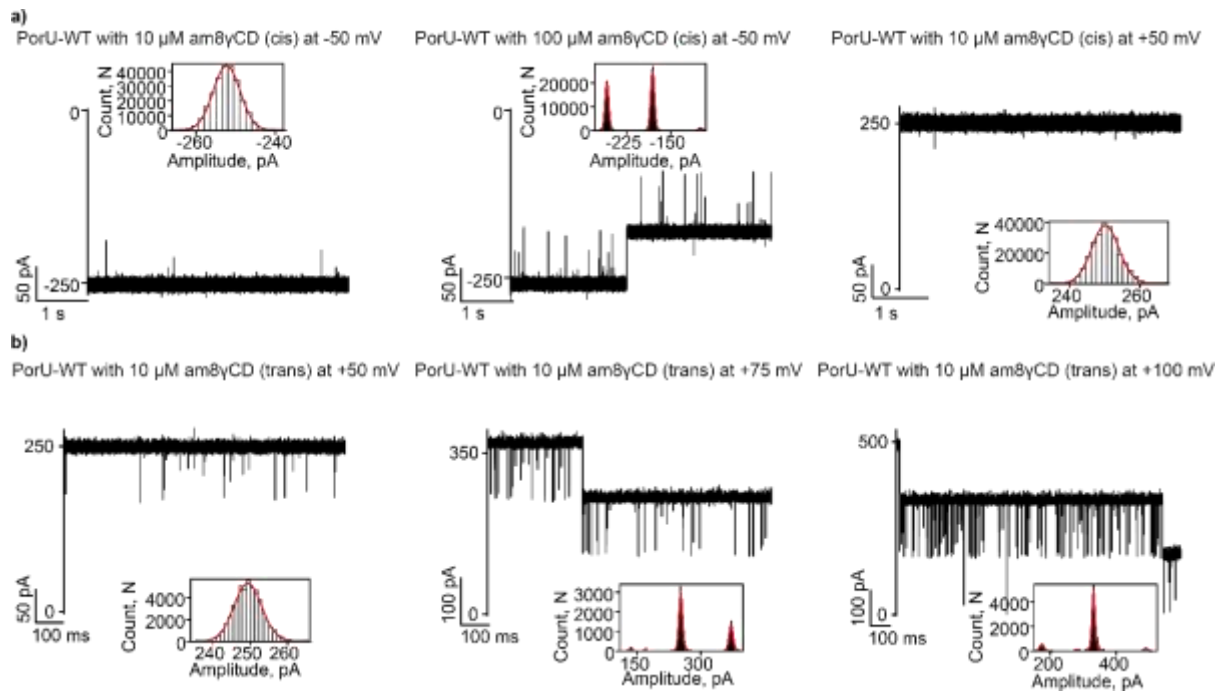 a)
PorU-WT with 10 µM am8γCD (cis) at -50 mV
PorU-WT with 100 µM am8γCD (cis) at -50 mV
PorU-WT with 10 µM am8γCD (cis) at +50 mV
0
-250
50 pA
1 s
Count, N
40000
30000
20000
10000
0
-260
-240
Amplitude, pA
0
-250
50 pA
1 s
Count, N
20000
10000
0
-225
-150
Amplitude, pA
250
0
50 pA
1 s
Count, N
40000
20000
0
240
260
Amplitude, pA
b)
PorU-WT with 10 µM am8γCD (trans) at +50 mV
PorU-WT with 10 µM am8γCD (trans) at +75 mV
PorU-WT with 10 µM am8γCD (trans) at +100 mV
250
0
50 pA
100 ms
Count, N
4000
2000
0
240
250
260
Amplitude, pA
350
0
100 pA
100 ms
Count, N
3000
2000
1000
0
150
300
Amplitude, pA
500
0
100 pA
100 ms
Count, N
4000
2000
0
200
400
Amplitude, pA